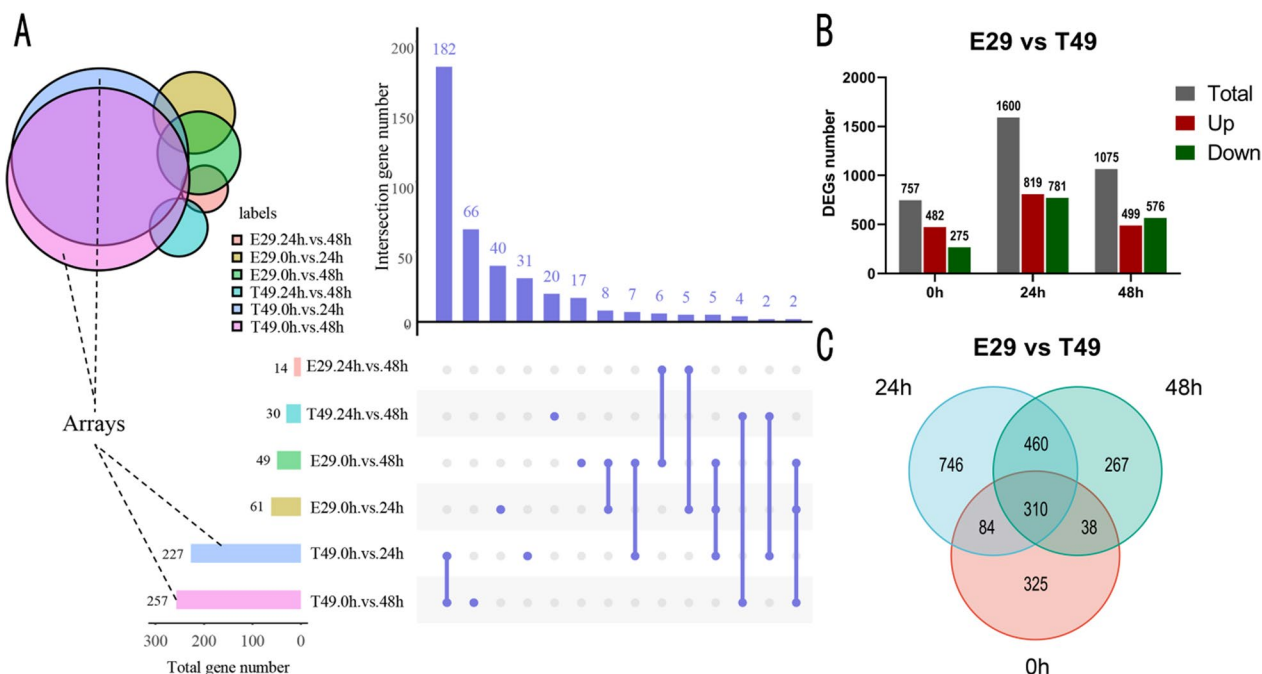 A
labels
E29.24h.vs.48h
E29.0h.vs.24h
E29.0h.vs.48h
T49.24h.vs.48h
T49.0h.vs.24h
T49.0h.vs.48h
Arrays
Intersection gene number
200
150
100
50
0
182
66
40
31
20
17
8
7
6
5
5
4
2
2
14 E29.24h.vs.48h
30 T49.24h.vs.48h
49 E29.0h.vs.48h
61 E29.0h.vs.24h
227 T49.0h.vs.24h
257 T49.0h.vs.48h
300 200 100 0
Total gene number
B
E29 vs T49
DEGs number
2000
1500
1000
500
0
757
482
275
1600
819
781
1075
499
576
0h 24h 48h
Total
Up
Down
C
E29 vs T49
24h 48h
460
746 267
310
84 38
325
0h